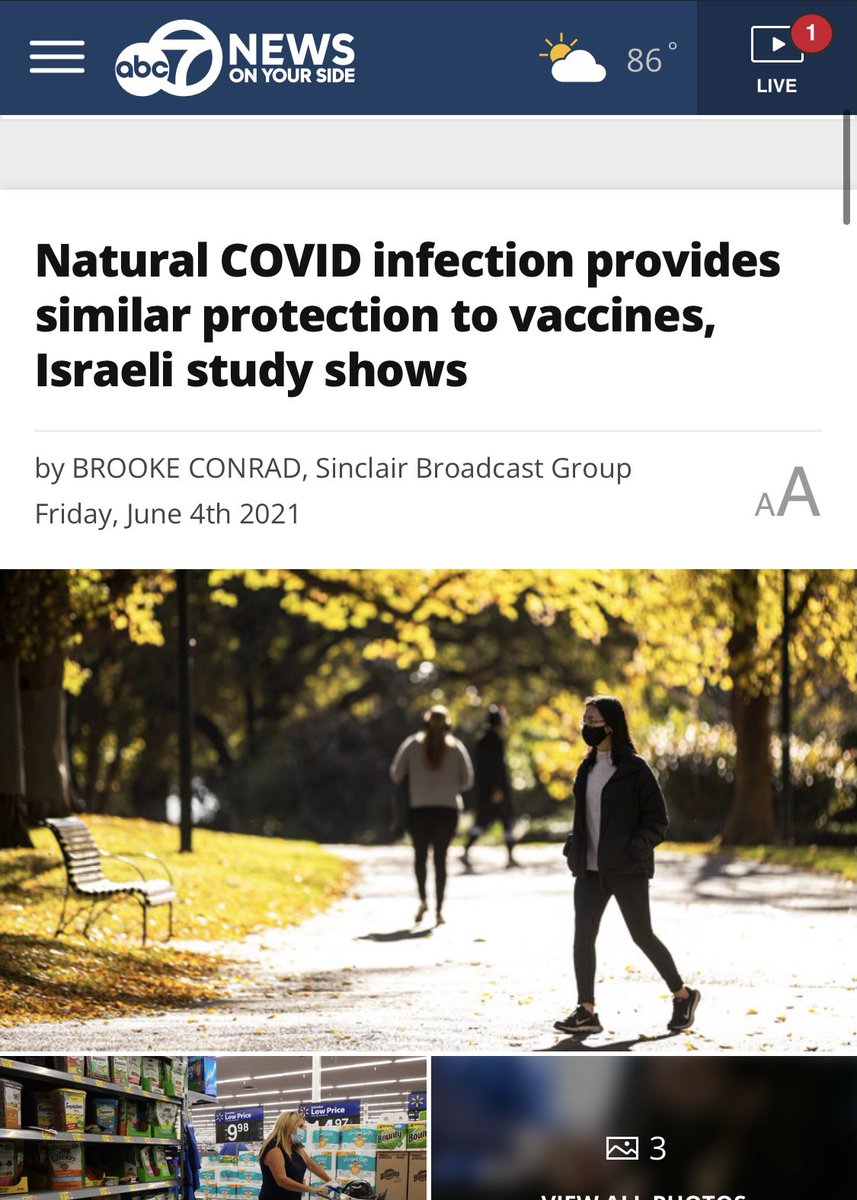 abc 7 NEWS
ON YOUR SIDE
86°
1
LIVE
Natural COVID infection provides
similar protection to vaccines,
Israeli study shows
by BROOKE CONRAD, Sinclair Broadcast Group
Friday, June 4th 2021
AA
Low Price
Low Price
9.98
4.97
Bounty
3
VIEW ALL PHOTOS